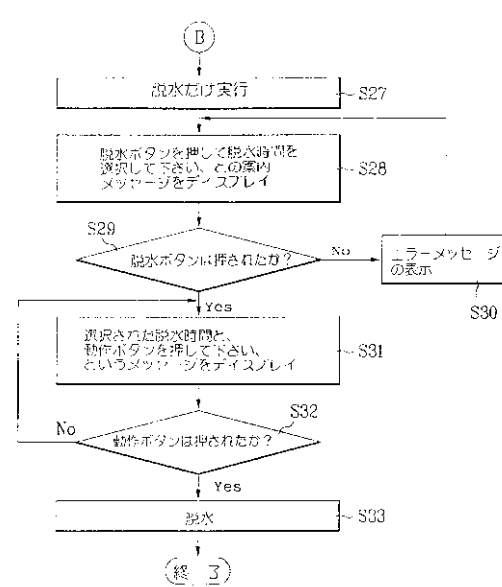 B
脱水だけ実行
S27
脱水ボタンを押して脱水時間を
選択して下さい、との案内
メッセージをディスプレイ
S28
S29
脱水ボタンは押されたか？
No
エラーメッセージ
の表示
S30
Yes
選択された脱水時間と、
動作ボタンを押して下さい、
というメッセージをディスプレイ
S31
S32
No
動作ボタンは押されたか？
Yes
脱水
S33
終 了